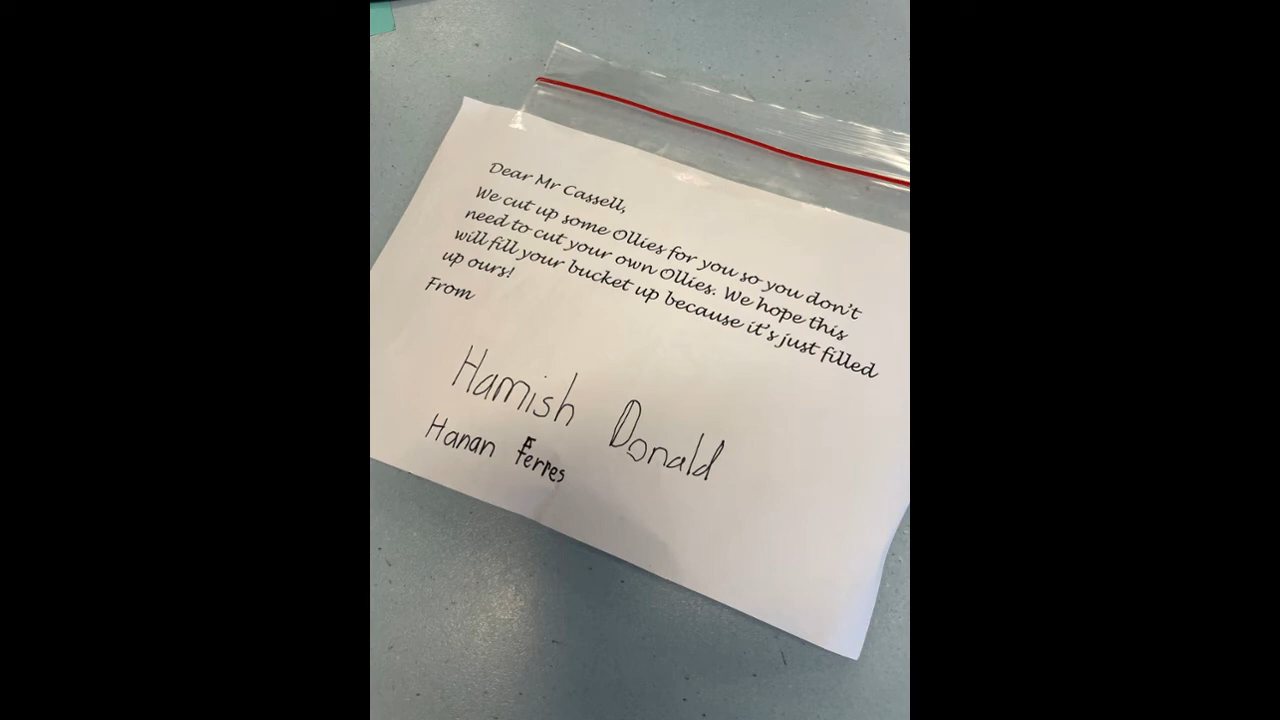 Dear Mr Cassell,
We cut up some Ollies for you so you don't
need to cut your own Ollies. We hope this
will fill your bucket up because it's just filled
up ours!
From
Hamish Donald
Hanan Ferres